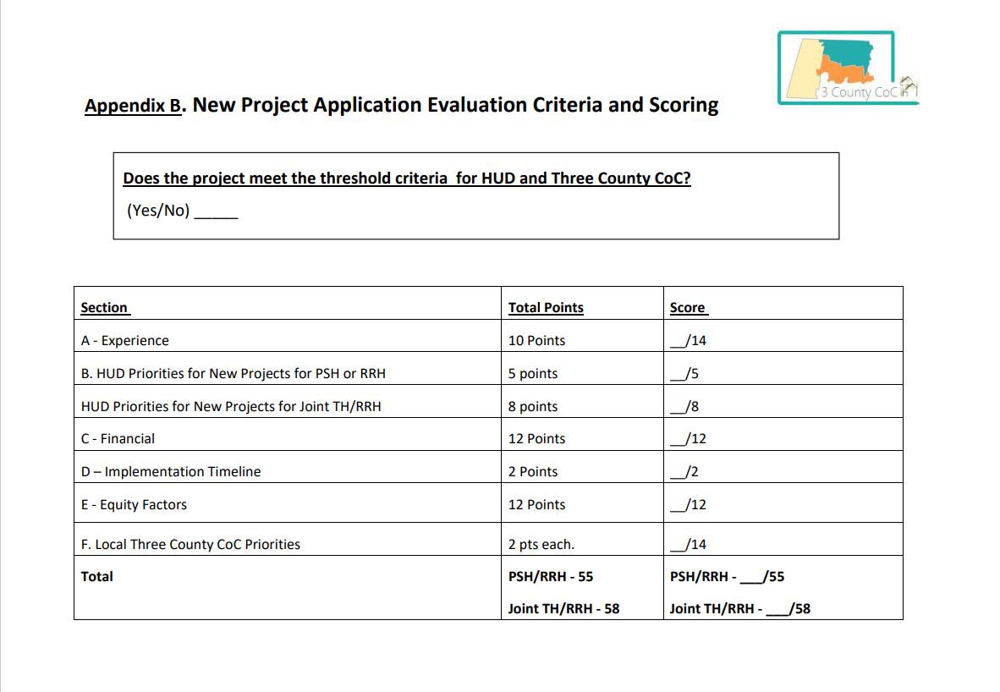 3 County CoC
Appendix B. New Project Application Evaluation Criteria and Scoring
Does the project meet the threshold criteria  for HUD and Three County CoC?
(Yes/No) _____
Section Total Points Score
A - Experience 10 Points __/14
B. HUD Priorities for New Projects for PSH or RRH 5 points __/5
HUD Priorities for New Projects for Joint TH/RRH 8 points __/8
C - Financial 12 Points __/12
D – Implementation Timeline 2 Points __/2
E - Equity Factors 12 Points __/12
F. Local Three County CoC Priorities 2 pts each. __/14
Total PSH/RRH - 55 PSH/RRH - ___/55
Joint TH/RRH - 58 Joint TH/RRH - ___/58